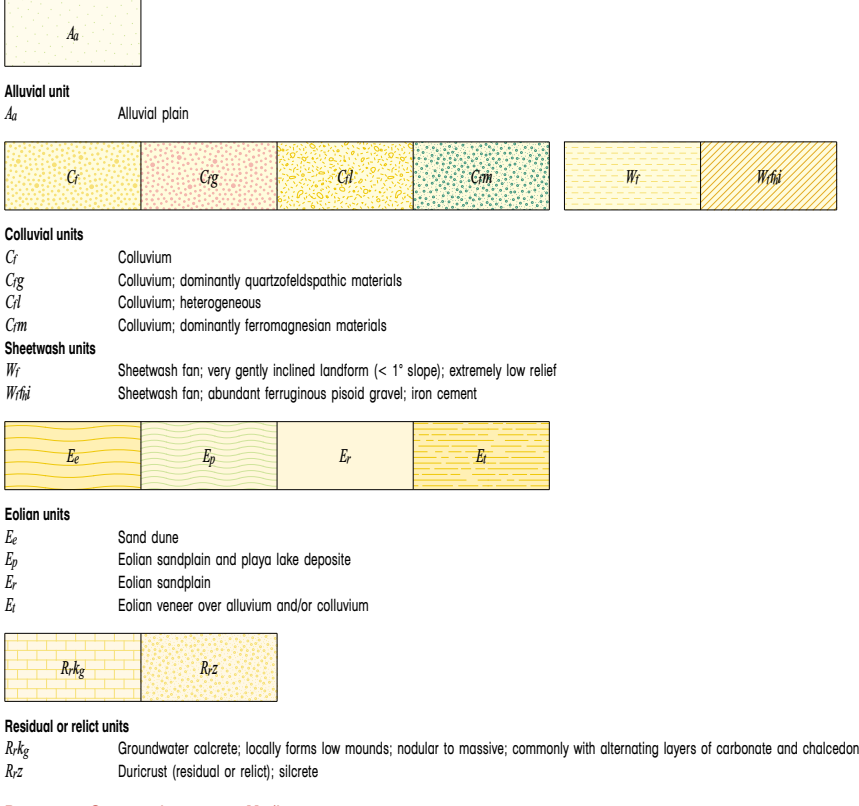 Aa
Alluvial unit
Aa Alluvial plain
Cf Cfg Cfl Cfm Wf Wffhi
Colluvial units
Cf Colluvium
Cfg Colluvium; dominantly quartzofeldspathic materials
Cfl Colluvium; heterogeneous
Cfm Colluvium; dominantly ferromagnesian materials
Sheetwash units
Wf Sheetwash fan; very gently inclined landform (< 1° slope); extremely low relief
Wffhi Sheetwash fan; abundant ferruginous pisoid gravel; iron cement
Ee Ep Er Et
Eolian units
Ee Sand dune
Ep Eolian sandplain and playa lake deposite
Er Eolian sandplain
Et Eolian veneer over alluvium and/or colluvium
Rrkg Rrz
Residual or relict units
Rrkg Groundwater calcrete; locally forms low mounds; nodular to massive; commonly with alternating layers of carbonate and chalcedon
Rrz Duricrust (residual or relict); silcrete